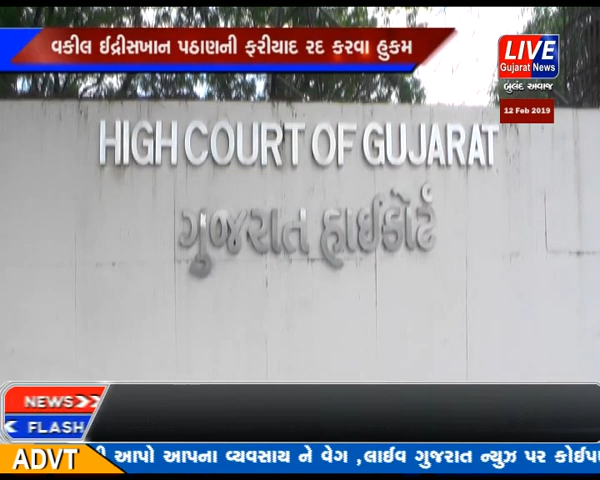 વકીલ ઈદ્રીસખાન પઠાણની ફરીયાદ રદ કરવા હુકમ
LIVE
Gujarat News
બુલંદ અવાજ
12 Feb 2019
HIGH COURT OF GUJARAT
ગુજરાત હાઈકોર્ટ
NEWS
FLASH
ADVT
આપો આપના વ્યવસાય ને વેગ ,લાઈવ ગુજરાત ન્યુઝ પર